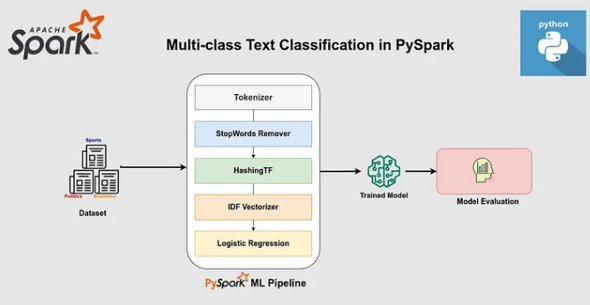 APACHE
Spark
Multi-class Text Classification in PySpark
python
Tokenizer
StopWords Remover
HashingTF
IDF Vectorizer
Logistic Regression
Sports
Politics
Business
Dataset
Trained Model
Model Evaluation
PySpark ML Pipeline